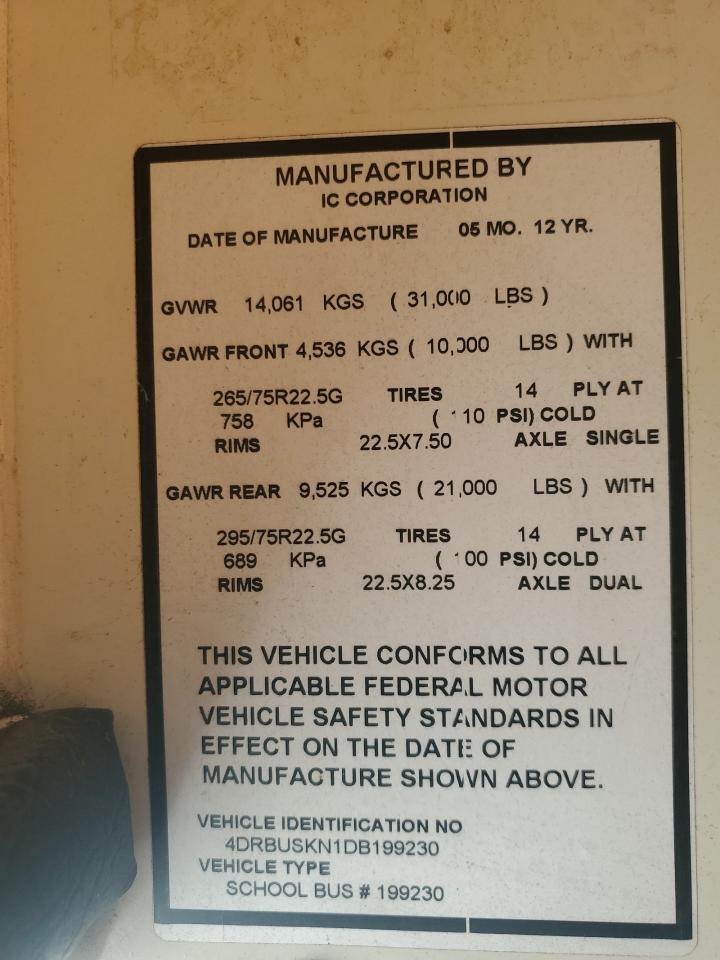 MANUFACTURED BY
IC CORPORATION
DATE OF MANUFACTURE 05 MO. 12 YR.
GVWR 14,061 KGS ( 31,000 LBS )
GAWR FRONT 4,536 KGS ( 10,000 LBS ) WITH
265/75R22.5G TIRES 14 PLY AT
758 KPa ( 110 PSI) COLD
RIMS 22.5X7.50 AXLE SINGLE
GAWR REAR 9,525 KGS ( 21,000 LBS ) WITH
295/75R22.5G TIRES 14 PLY AT
689 KPa ( 100 PSI) COLD
RIMS 22.5X8.25 AXLE DUAL
THIS VEHICLE CONFORMS TO ALL
APPLICABLE FEDERAL MOTOR
VEHICLE SAFETY STANDARDS IN
EFFECT ON THE DATE OF
MANUFACTURE SHOWN ABOVE.
VEHICLE IDENTIFICATION NO
4DRBUSKN1DB199230
VEHICLE TYPE
SCHOOL BUS # 199230